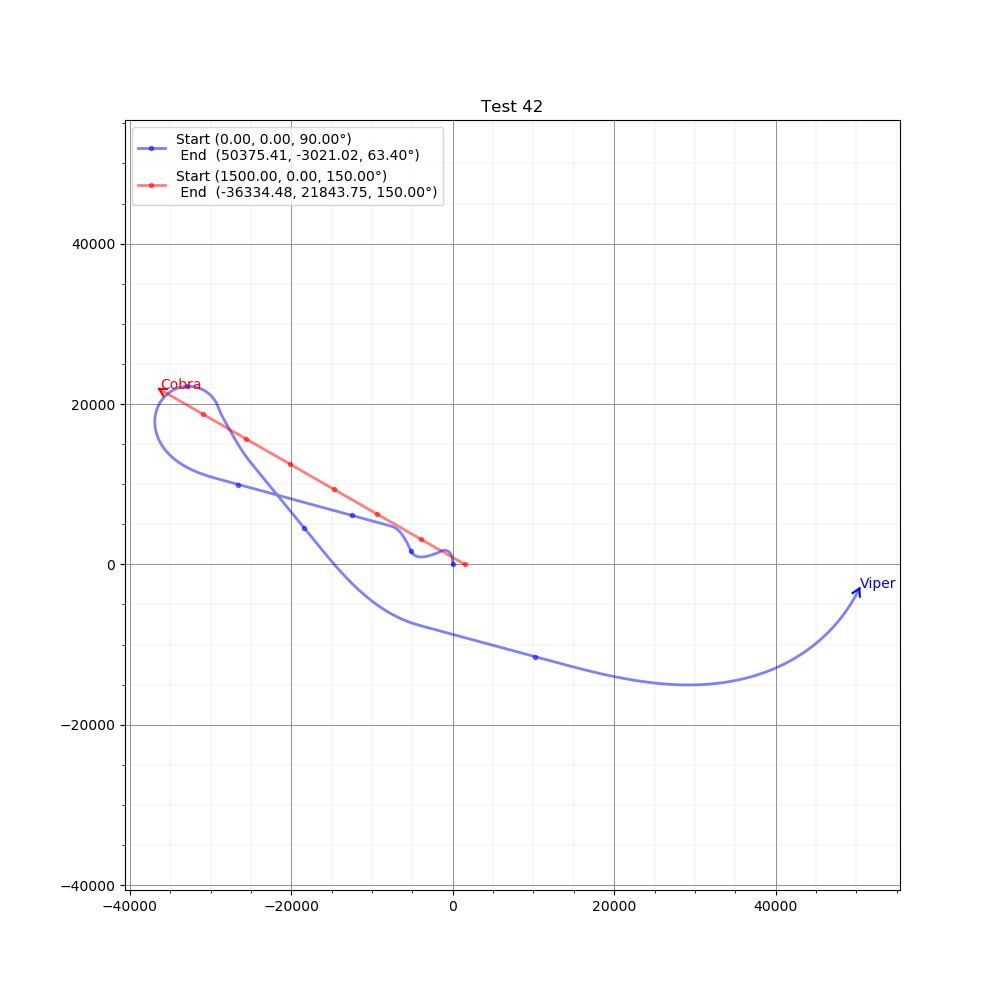 Test 42
Start (0.00, 0.00, 90.00°)
End (50375.41, -3021.02, 63.40°)
Start (1500.00, 0.00, 150.00°)
End (-36334.48, 21843.75, 150.00°)
40000
20000
0
−20000
−40000
Cobra
Viper
−40000
−20000
0
20000
40000